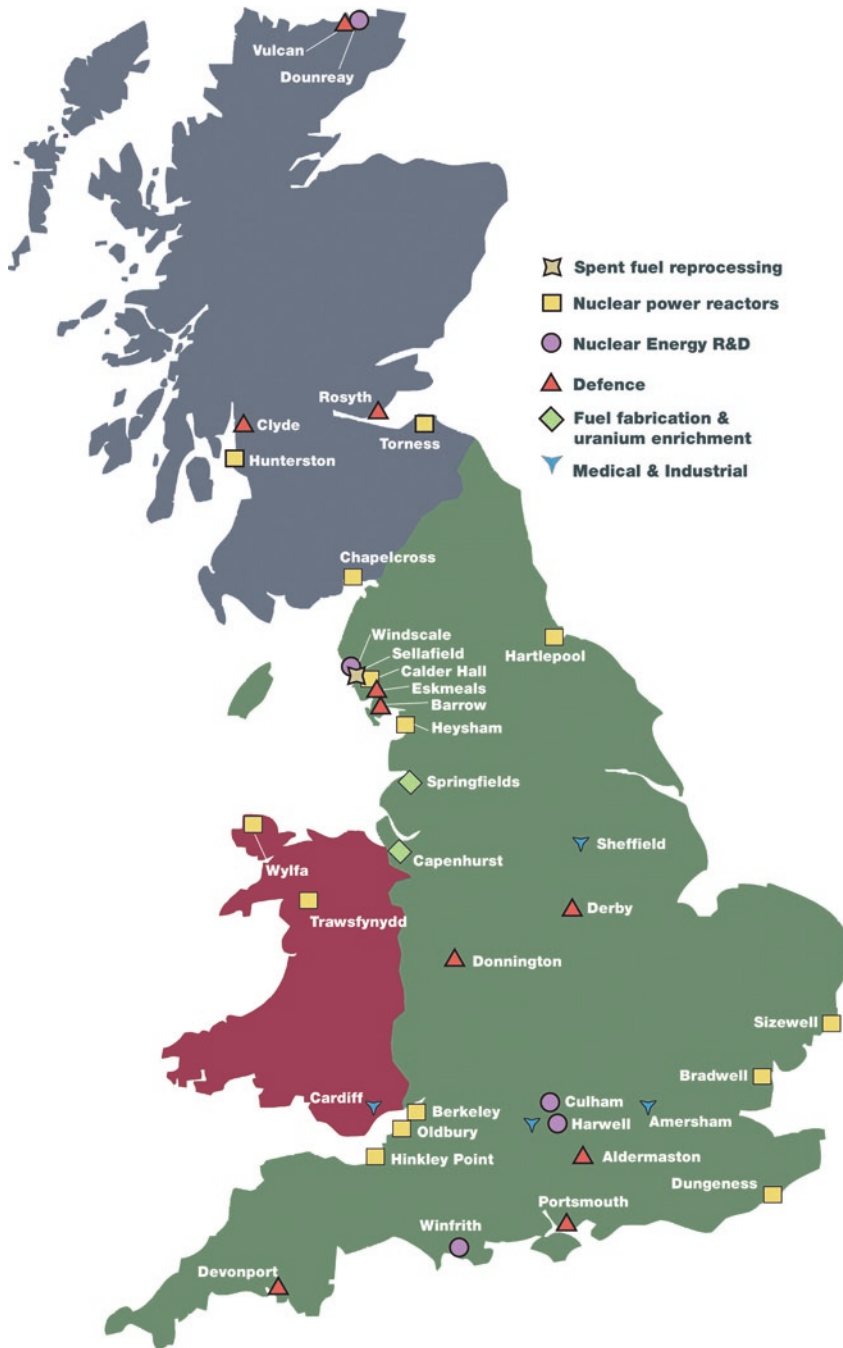 Vulcan
Dounreay
Spent fuel reprocessing
Nuclear power reactors
Nuclear Energy R&D
Defence
Fuel fabrication &
uranium enrichment
Medical & Industrial
Rosyth
Clyde
Torness
Hunterston
Chapelcross
Windscale
Sellafield
Calder Hall
Eskmeals
Barrow
Heysham
Hartlepool
Springfields
Capenhurst
Sheffield
Wylfa
Trawsfynydd
Derby
Donnington
Sizewell
Bradwell
Cardiff
Berkeley
Oldbury
Hinkley Point
Culham
Harwell
Amersham
Aldermaston
Dungeness
Portsmouth
Winfrith
Devonport